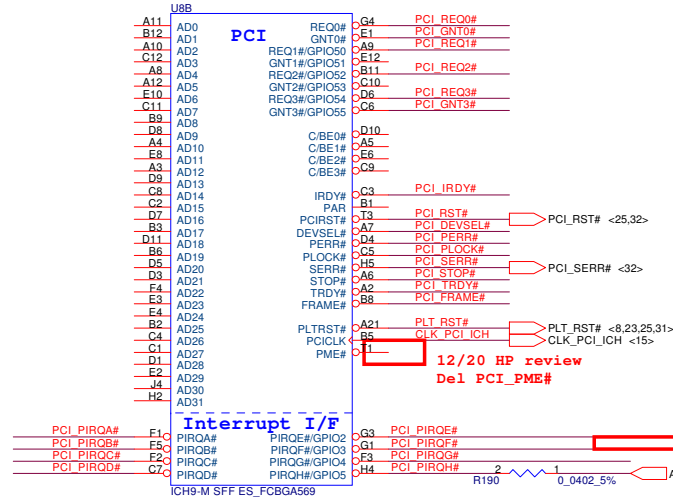 U8B
PCI
A11 AD0 REQ0# G4 PCI_REQ0#
B12 AD1 GNT0# E1 PCI_GNT0#
A10 AD2 REQ1#/GPIO50 A9 PCI_REQ1#
C12 AD3 GNT1#/GPIO51 E12
A8 AD4 REQ2#/GPIO52 B11 PCI_REQ2#
A12 AD5 GNT2#/GPIO53 C10
E10 AD6 REQ3#/GPIO54 D6 PCI_REQ3#
C11 AD7 GNT3#/GPIO55 C6 PCI_GNT3#
B9 AD8
D8 AD9 C/BE0# D10
A4 AD10 C/BE1# A5
E8 AD11 C/BE2# E6
A3 AD12 C/BE3# C9
D9 AD13
C8 AD14 IRDY# C3 PCI_IRDY#
C2 AD15 PAR B1
D7 AD16 PCIRST# T3 PCI_RST# PCI_RST# <25,32>
B3 AD17 DEVSEL# A7 PCI_DEVSEL#
D11 AD18 PERR# D4 PCI_PERR#
B6 AD19 PLOCK# C5 PCI_PLOCK#
D5 AD20 SERR# H5 PCI_SERR# PCI_SERR# <32>
D3 AD21 STOP# A6 PCI_STOP#
F4 AD22 TRDY# A2 PCI_TRDY#
E3 AD23 FRAME# B8 PCI_FRAME#
E4 AD24
B2 AD25 PLTRST# A21 PLT_RST# PLT_RST# <8,23,25,31>
C4 AD26 PCICLK B5 CLK_PCI_ICH CLK_PCI_ICH <15>
C1 AD27 PME# T1
D1 AD28
E2 AD29
J4 AD30
H2 AD31
12/20 HP review
Del PCI_PME#
Interrupt I/F
PCI_PIRQA# F1 PIRQA# PIRQE#/GPIO2 G3 PCI_PIRQE#
PCI_PIRQB# F5 PIRQB# PIRQF#/GPIO3 G1 PCI_PIRQF#
PCI_PIRQC# F2 PIRQC# PIRQG#/GPIO4 F3 PCI_PIRQG#
PCI_PIRQD# C7 PIRQD# PIRQH#/GPIO5 H4 PCI_PIRQH# 2 1
R190 0_0402_5%
ICH9-M SFF ES_FCBGA569